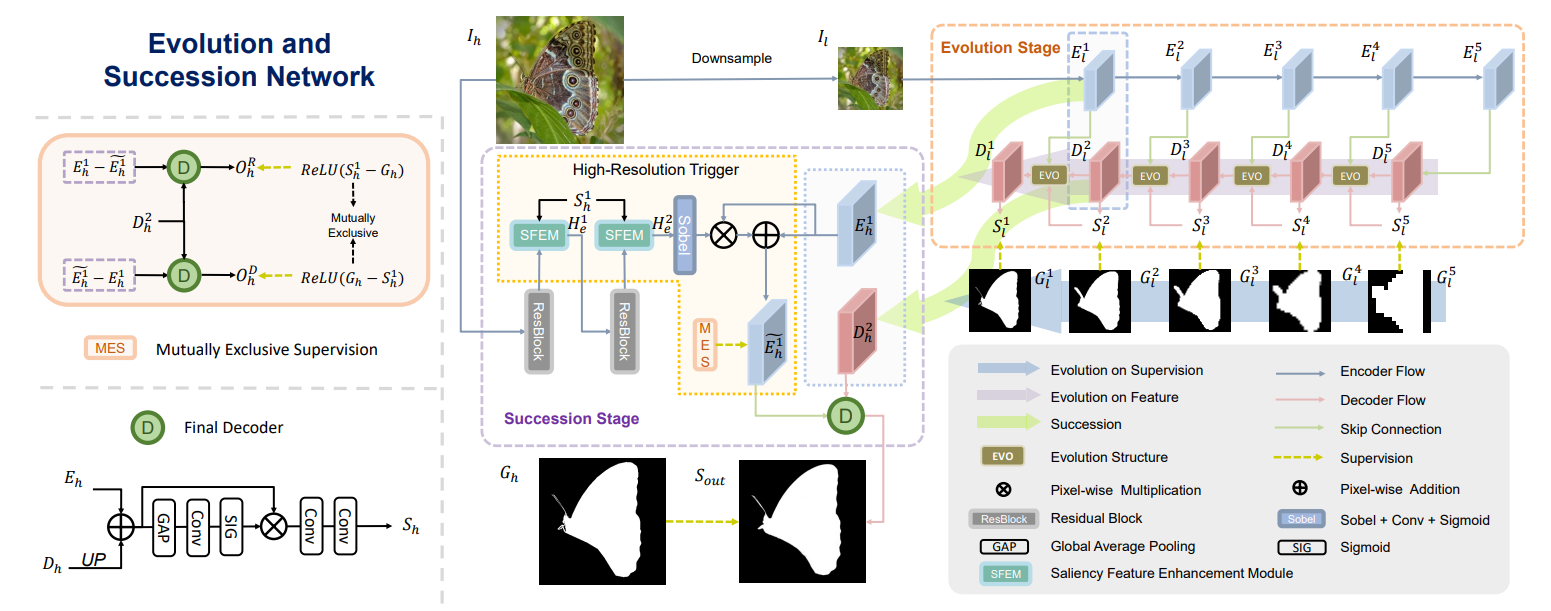 Evolution and
Succession Network
E_h^1 − \widetilde{E_h^1}
D
O_h^R
ReLU(S_h^1 − G_h)
D_h^2
Mutually
Exclusive
\widetilde{E_h^1} − E_h^1
D
O_h^D
ReLU(G_h − S_h^1)
MES
Mutually Exclusive Supervision
D
Final Decoder
E_h
GAP
Conv
SIG
Conv
Conv
S_h
D_h
UP
I_h
Downsample
I_l
High-Resolution Trigger
S_h^1
SFEM
H_e^1
SFEM
H_e^2
Sobel
E_h^1
ResBlock
ResBlock
MES
\widetilde{E_h^1}
D_h^2
Succession Stage
D
G_h
S_{out}
Evolution Stage
E_l^1
E_l^2
E_l^3
E_l^4
E_l^5
D_l^1
D_l^2
D_l^3
D_l^4
D_l^5
EVO
EVO
EVO
EVO
S_l^1
S_l^2
S_l^3
S_l^4
S_l^5
G_l^1
G_l^2
G_l^3
G_l^4
G_l^5
Evolution on Supervision
Encoder Flow
Evolution on Feature
Decoder Flow
Succession
Skip Connection
EVO
Evolution Structure
Supervision
Pixel-wise Multiplication
Pixel-wise Addition
ResBlock
Residual Block
Sobel
Sobel + Conv + Sigmoid
GAP
Global Average Pooling
SIG
Sigmoid
SFEM
Saliency Feature Enhancement Module